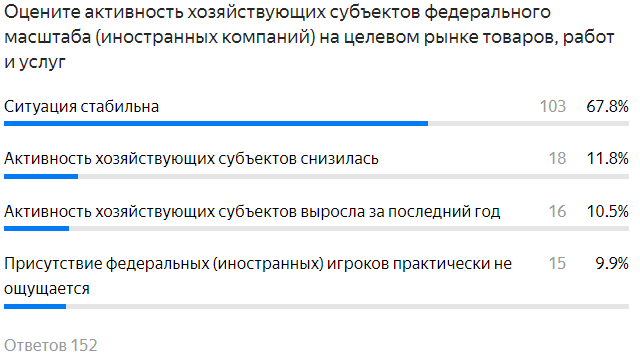 Оцените активность хозяйствующих субъектов федерального
масштаба (иностранных компаний) на целевом рынке товаров, работ
и услуг
Ситуация стабильна 103 67.8%
Активность хозяйствующих субъектов снизилась 18 11.8%
Активность хозяйствующих субъектов выросла за последний год 16 10.5%
Присутствие федеральных (иностранных) игроков практически не 15 9.9%
ощущается
Ответов 152